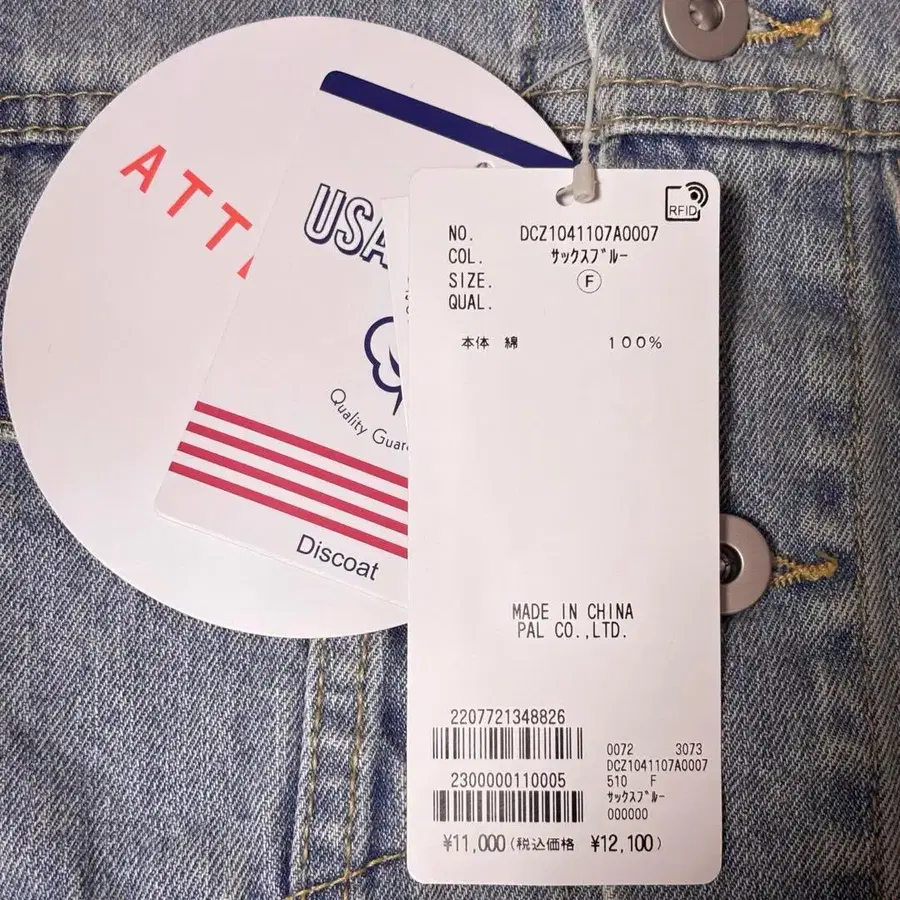 ATT
USA
Quality Guar
Discoat
RFID
NO. DCZ1041107A0007
COL. ｻｯｸｽﾌﾞﾙｰ
SIZE. F
QUAL.
本体 綿 100%
MADE IN CHINA
PAL CO.,LTD.
2207721348826
2300000110005
0072 3073
DCZ1041107A0007
510 F
ｻｯｸｽﾌﾞﾙｰ
000000
¥11,000(税込価格 ¥12,100)